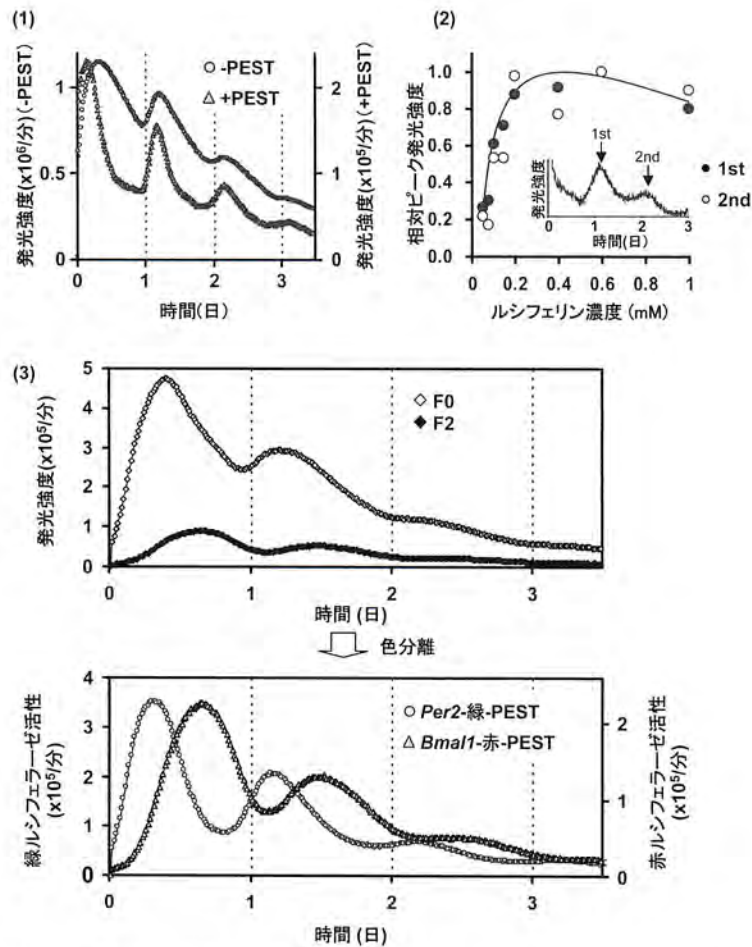 (1)
発光強度(x10⁶/分)(-PEST)
1
0.5
0
-PEST
+PEST
2
1
0
発光強度(x10⁵/分)(+PEST)
0
1
2
3
時間(日)
(2)
相対ピーク発光強度
1.0
0.8
0.6
0.4
0.2
0.0
発光強度
1st
2nd
0
1
2
3
時間(日)
1st
2nd
0
0.2
0.4
0.6
0.8
1
ルシフェリン濃度 (mM)
(3)
発光強度(x10⁵/分)
5
4
3
2
1
0
F0
F2
0
1
2
3
時間 (日)
色分離
緑ルシフェラーゼ活性
(x10⁵/分)
4
3
2
1
0
Per2-緑-PEST
Bmal1-赤-PEST
2
1
0
赤ルシフェラーゼ活性
(x10⁵/分)
0
1
2
3
時間 (日)